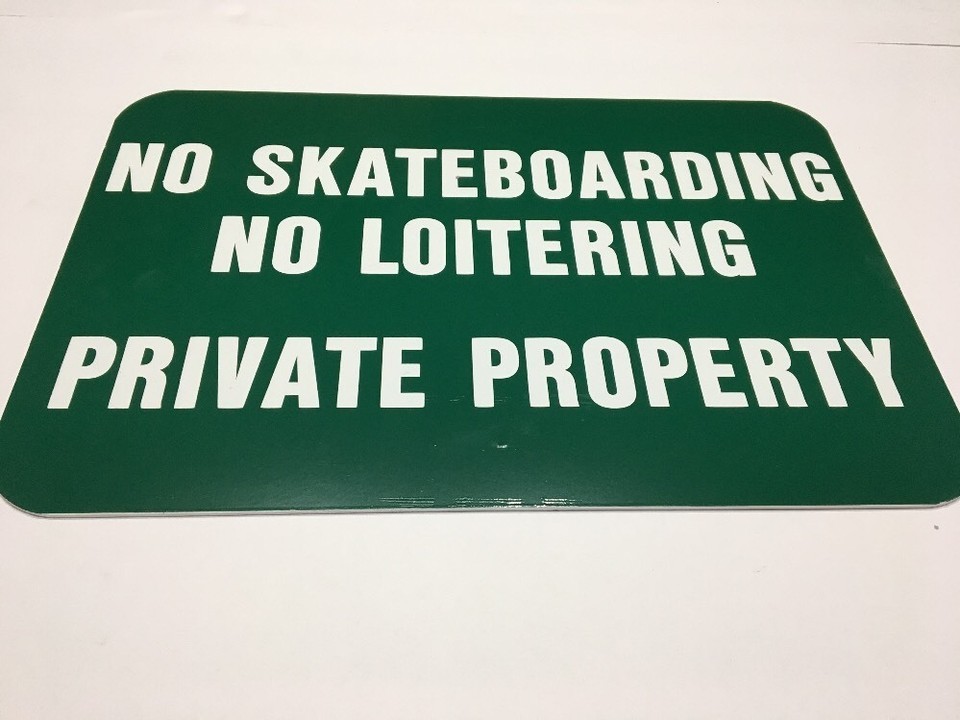 NO SKATEBOARDING
NO LOITERING
PRIVATE PROPERTY